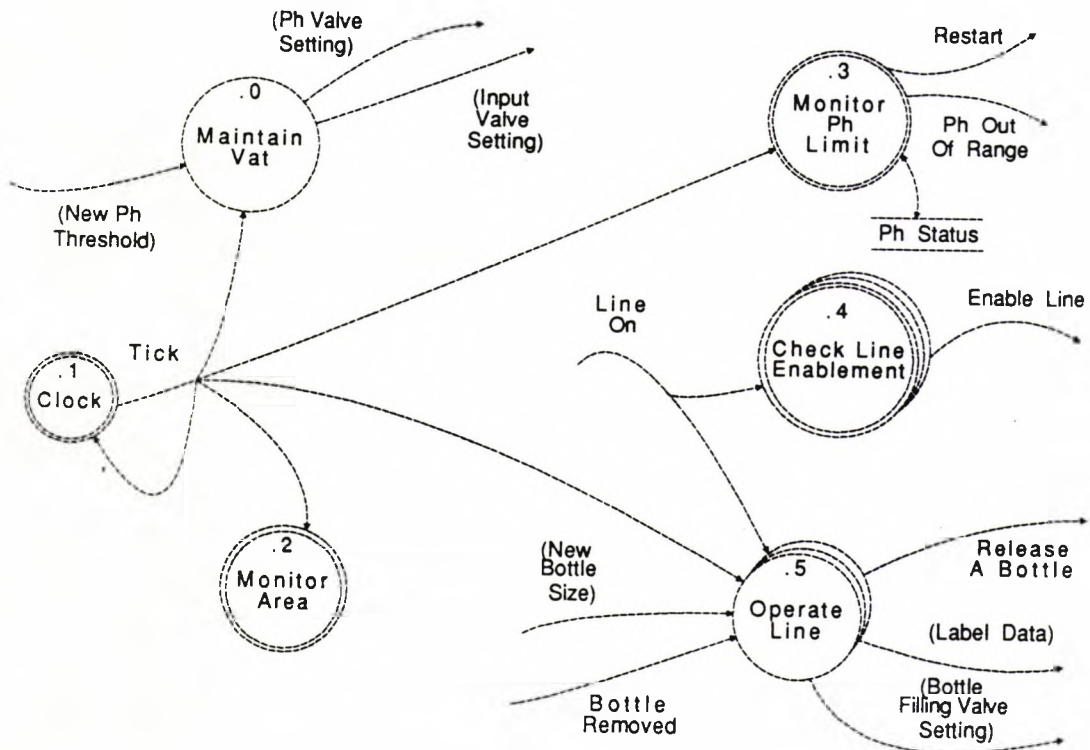 (Ph Valve
Setting)
.0
Maintain
Vat
(Input
Valve
Setting)
(New Ph
Threshold)
Restart
.3
Monitor
Ph
Limit
Ph Out
Of Range
Ph Status
Line
On
.4
Check Line
Enablement
Enable Line
Tick
.1
Clock
.2
Monitor
Area
(New
Bottle
Size)
.5
Operate
Line
Release
A Bottle
(Label Data)
Bottle
Removed
(Bottle
Filling Valve
Setting)